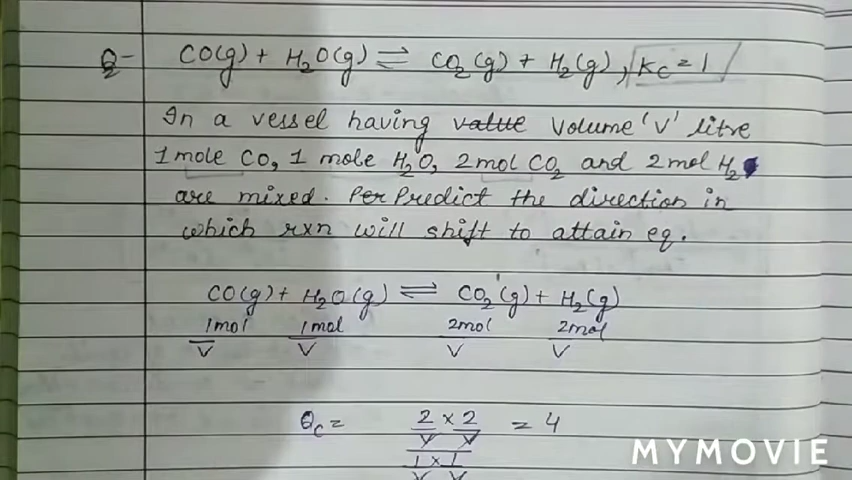 Q- CO(g) + H₂O(g) ⇌ CO₂(g) + H₂(g), Kc = 1
In a vessel having value volume 'V' litre
1 mole CO, 1 mole H₂O, 2 mol CO₂ and 2 mol H₂
are mixed. Per Predict the direction in
which rxn will shift to attain eq.
CO(g) + H₂O(g) ⇌ CO₂(g) + H₂(g)
1mol 1mol 2mol 2mol
V V V V
Qc = 2 × 2 = 4
V V
1 × 1
V V
MYMOVIE